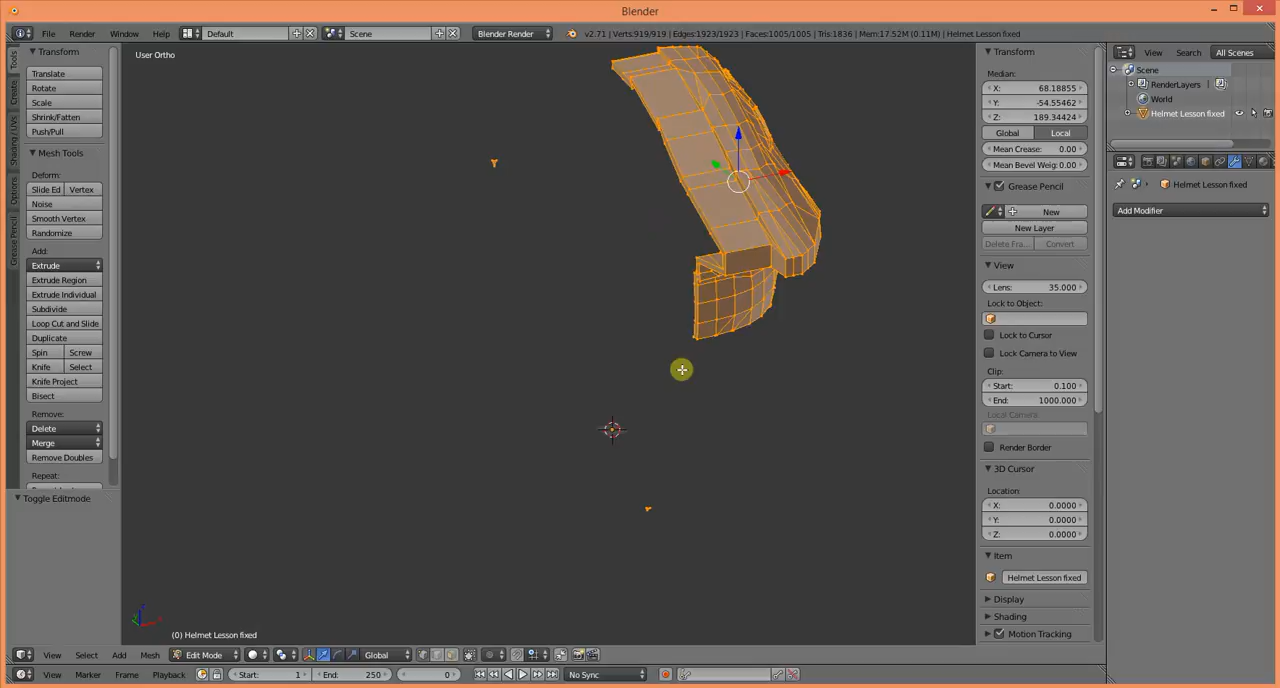 Blender
File Render Window Help Default Scene Blender Render v2.71 | Verts:919/919 | Edges:1923/1923 | Faces:1005/1005 | Tris:1836 | Mem:17.52M (0.11M) | Helmet Lesson fixed
Tools
Create
Shading / UVs
Options
Grease Pencil
Transform
Translate
Rotate
Scale
Shrink/Fatten
Push/Pull
Mesh Tools
Deform:
Slide Ed Vertex
Noise
Smooth Vertex
Randomize
Add:
Extrude
Extrude Region
Extrude Individual
Subdivide
Loop Cut and Slide
Duplicate
Spin Screw
Knife Select
Knife Project
Bisect
Remove:
Delete
Merge
Remove Doubles
Repeat:
Toggle Editmode
User Ortho
(0) Helmet Lesson fixed
Transform
Median:
X: 68.18855
Y: -54.55462
Z: 189.34424
Global Local
Mean Crease: 0.00
Mean Bevel Weig: 0.00
Grease Pencil
New
New Layer
Delete Fra... Convert
View
Lens: 35.000
Lock to Object:
Lock to Cursor
Lock Camera to View
Clip:
Start: 0.100
End: 1000.000
Local Camera:
Render Border
3D Cursor
Location:
X: 0.0000
Y: 0.0000
Z: 0.0000
Item
Helmet Lesson fixed
Display
Shading
Motion Tracking
View Search All Scenes
Scene
RenderLayers
World
Helmet Lesson fixed
Helmet Lesson fixed
Add Modifier
View Select Add Mesh Edit Mode Global
View Marker Frame Playback Start: 1 End: 250 0 No Sync